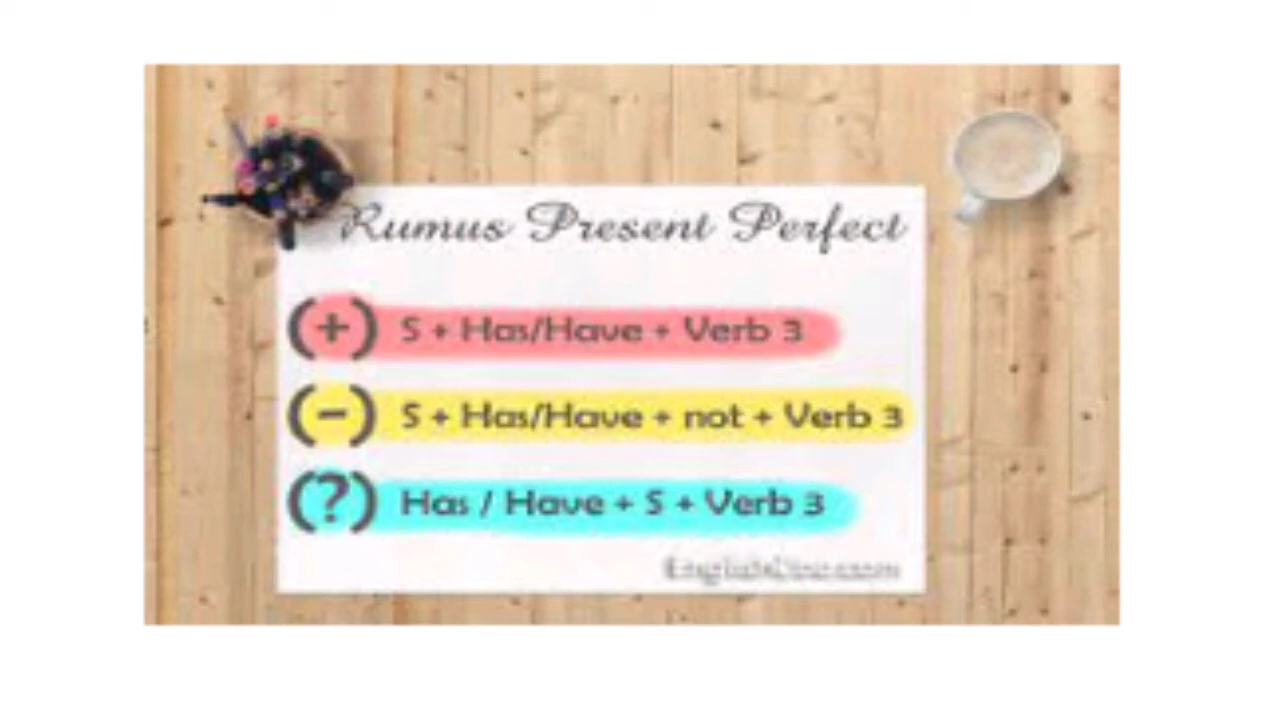 Rumus Present Perfect
(+) S + Has/Have + Verb 3
(-) S + Has/Have + not + Verb 3
(?) Has / Have + S + Verb 3